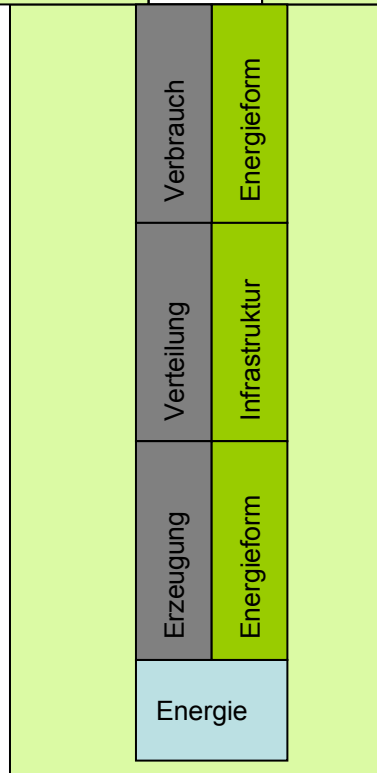 Verbrauch
Energieform
Verteilung
Infrastruktur
Erzeugung
Energieform
Energie